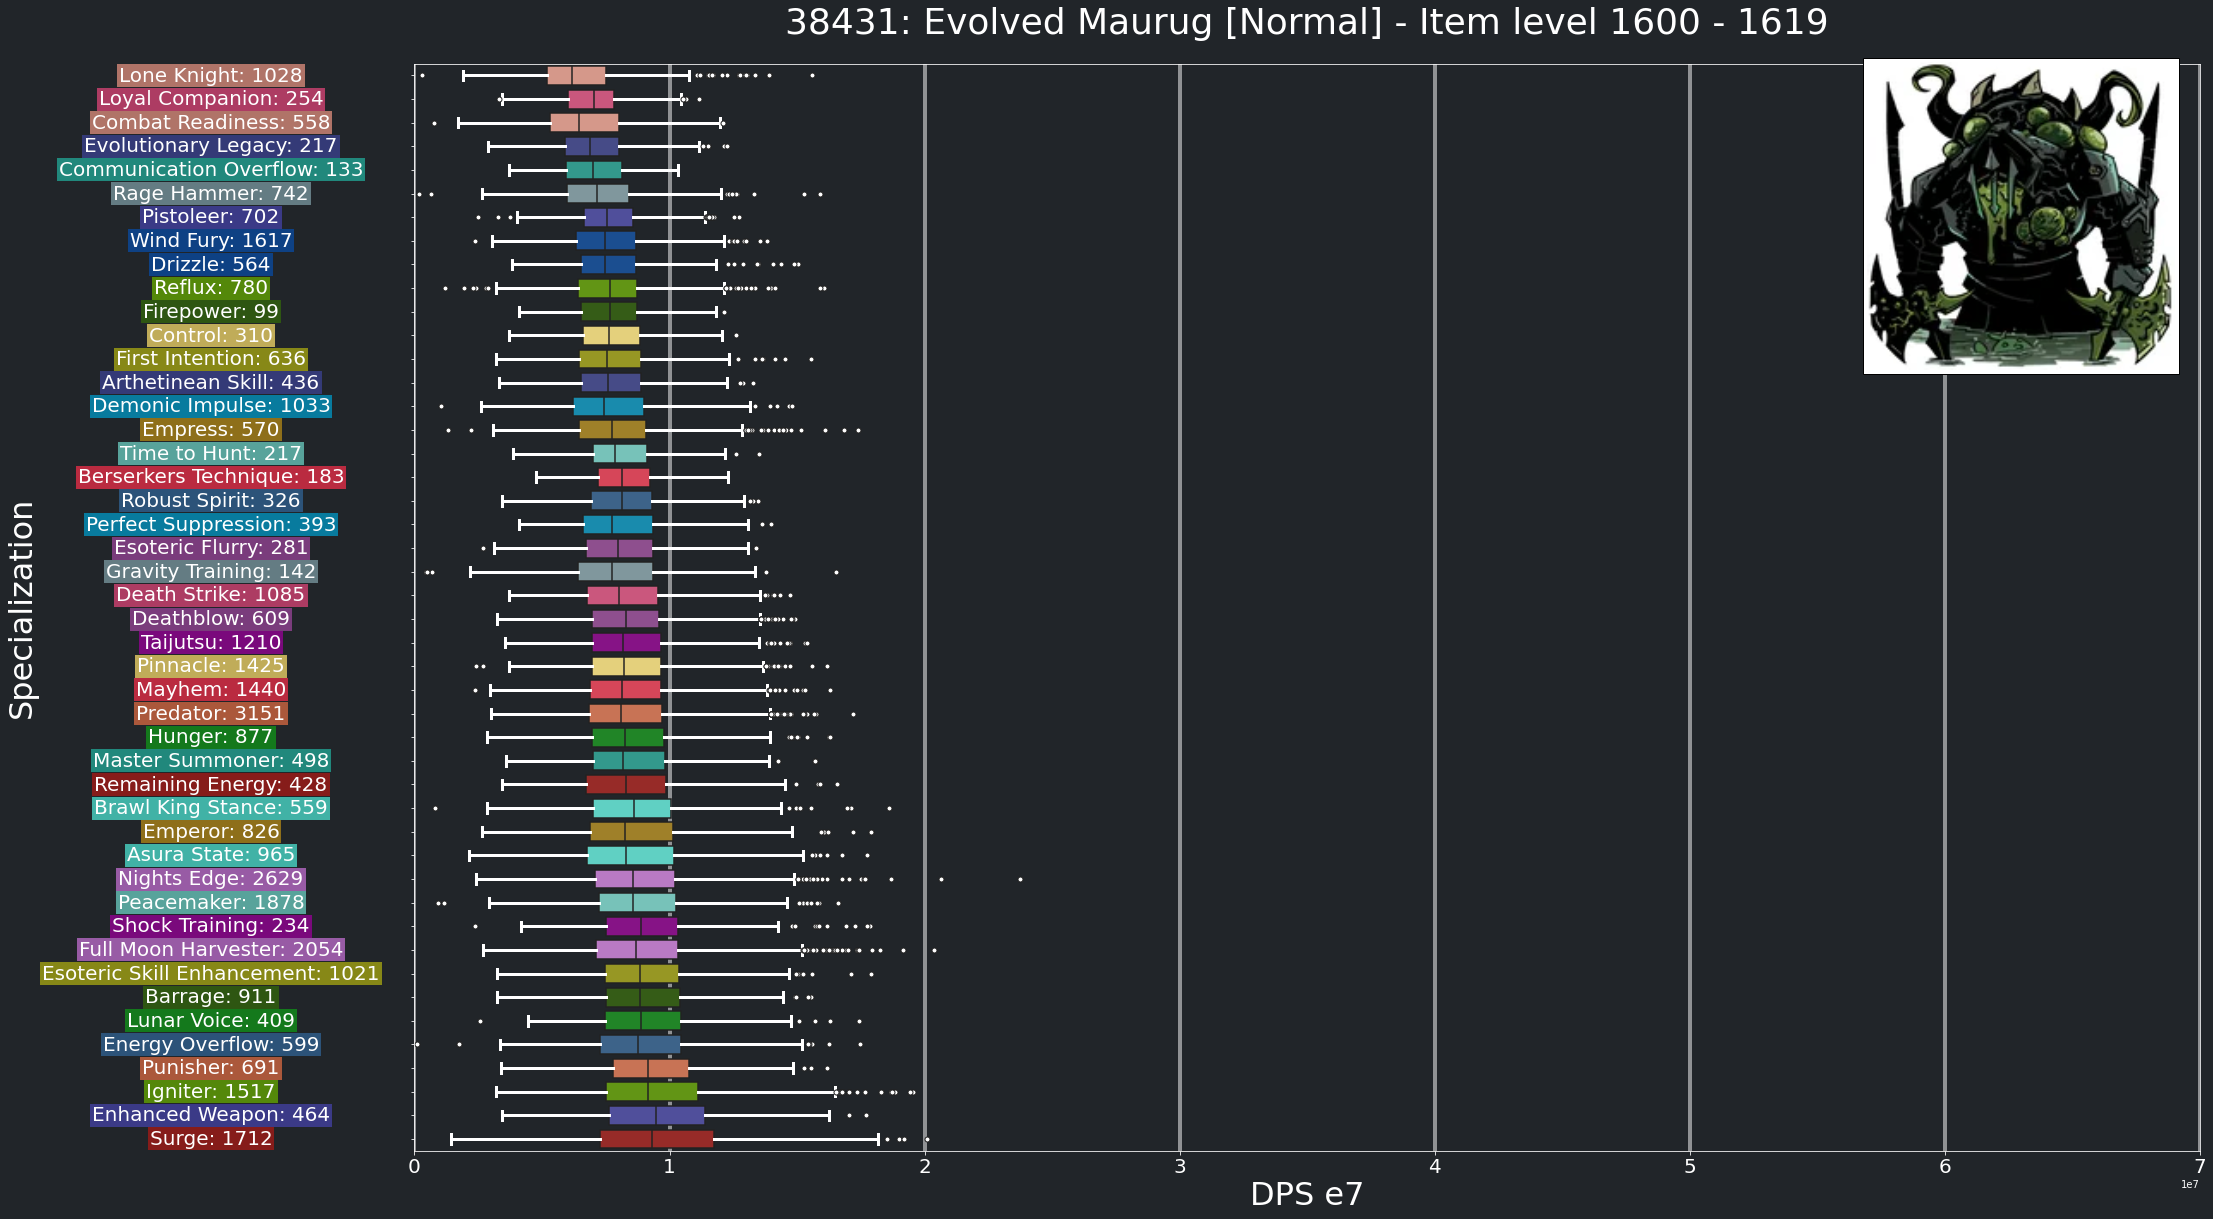 38431: Evolved Maurug [Normal] - Item level 1600 - 1619
Lone Knight: 1028
Loyal Companion: 254
Combat Readiness: 558
Evolutionary Legacy: 217
Communication Overflow: 133
Rage Hammer: 742
Pistoleer: 702
Wind Fury: 1617
Drizzle: 564
Reflux: 780
Firepower: 99
Control: 310
First Intention: 636
Arthetinean Skill: 436
Demonic Impulse: 1033
Empress: 570
Time to Hunt: 217
Berserkers Technique: 183
Robust Spirit: 326
Perfect Suppression: 393
Esoteric Flurry: 281
Gravity Training: 142
Death Strike: 1085
Deathblow: 609
Taijutsu: 1210
Pinnacle: 1425
Mayhem: 1440
Predator: 3151
Hunger: 877
Master Summoner: 498
Remaining Energy: 428
Brawl King Stance: 559
Emperor: 826
Asura State: 965
Nights Edge: 2629
Peacemaker: 1878
Shock Training: 234
Full Moon Harvester: 2054
Esoteric Skill Enhancement: 1021
Barrage: 911
Lunar Voice: 409
Energy Overflow: 599
Punisher: 691
Igniter: 1517
Enhanced Weapon: 464
Surge: 1712
Specialization
0 1 2 3 4 5 6 7
1e7
DPS e7